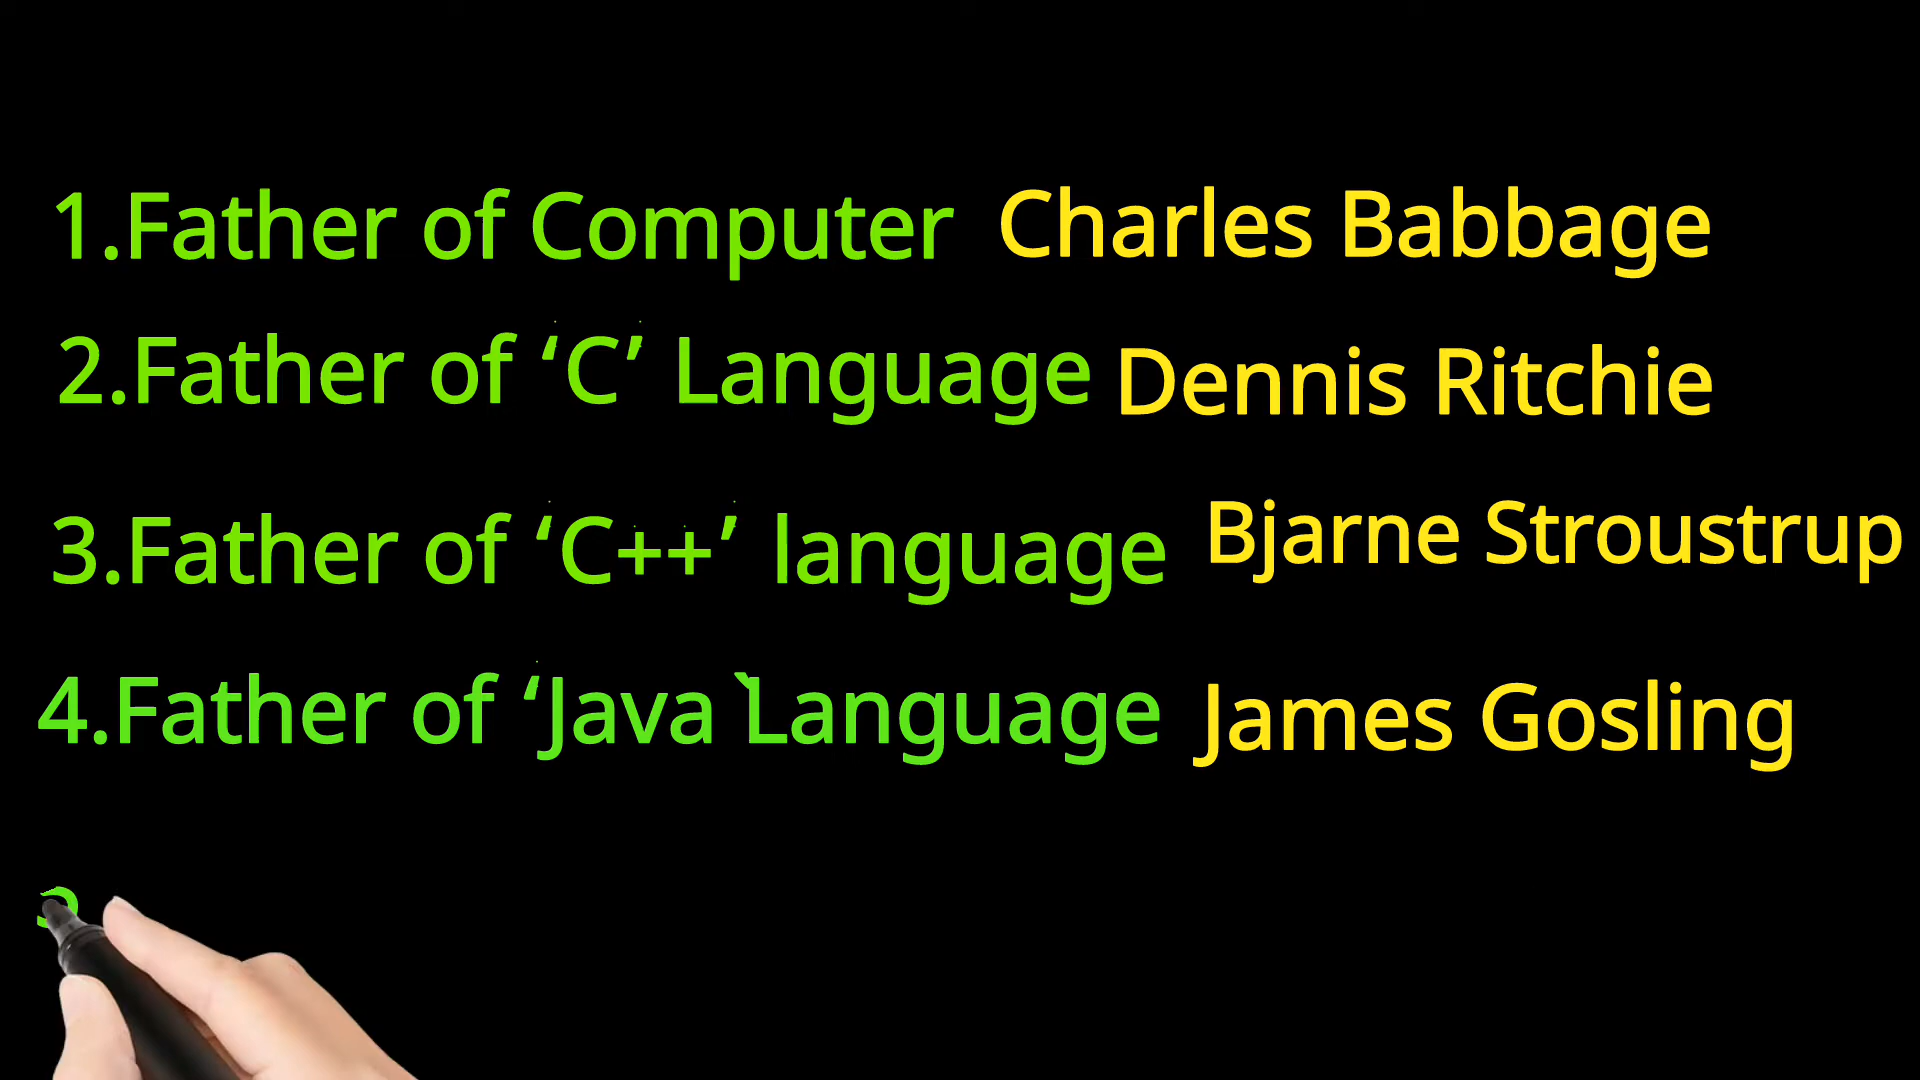 1.Father of Computer Charles Babbage
2.Father of ‘C’ Language Dennis Ritchie
3.Father of ‘C++’ language Bjarne Stroustrup
4.Father of ‘Java `Language James Gosling